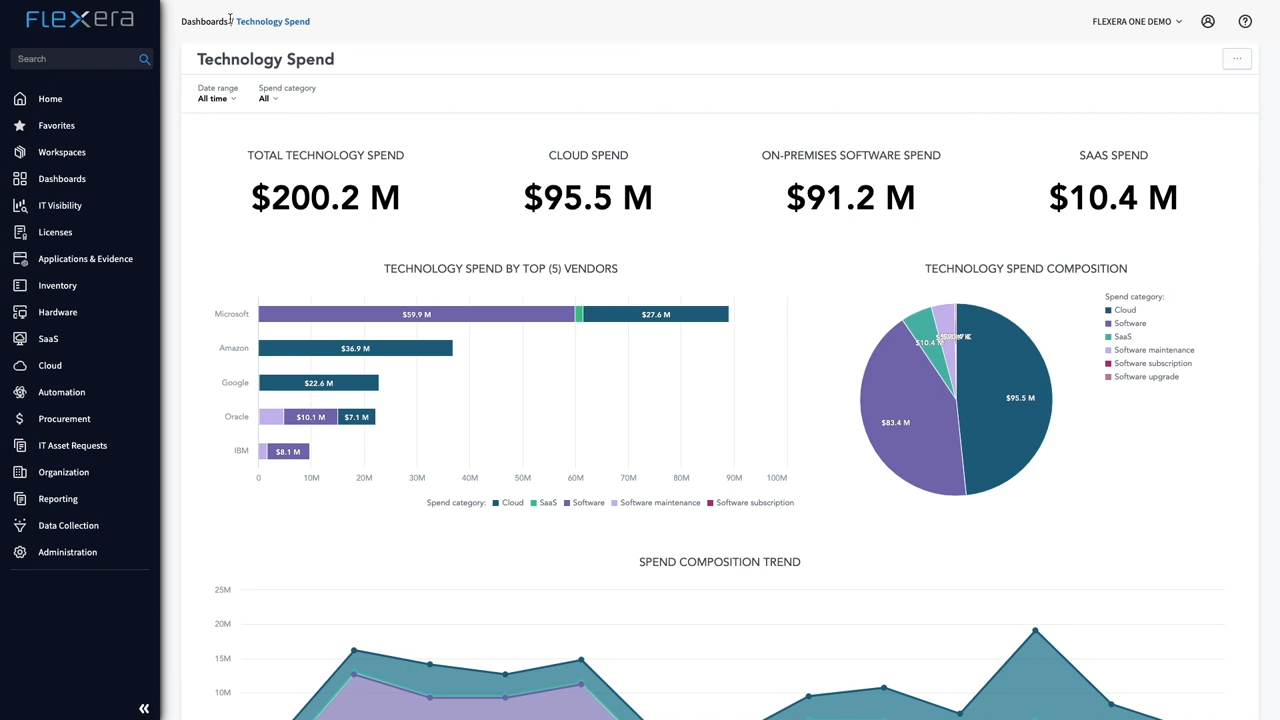 FLEXERA
Search
Home
Favorites
Workspaces
Dashboards
IT Visibility
Licenses
Applications & Evidence
Inventory
Hardware
SaaS
Cloud
Automation
Procurement
IT Asset Requests
Organization
Reporting
Data Collection
Administration
Dashboards / Technology Spend
FLEXERA ONE DEMO
Technology Spend
Date range
All time
Spend category
All
TOTAL TECHNOLOGY SPEND
$200.2 M
CLOUD SPEND
$95.5 M
ON-PREMISES SOFTWARE SPEND
$91.2 M
SAAS SPEND
$10.4 M
TECHNOLOGY SPEND BY TOP (5) VENDORS
Microsoft $59.9 M $27.6 M
Amazon $36.9 M
Google $22.6 M
Oracle $10.1 M $7.1 M
IBM $8.1 M
0 10M 20M 30M 40M 50M 60M 70M 80M 90M 100M
Spend category: Cloud SaaS Software Software maintenance Software subscription
TECHNOLOGY SPEND COMPOSITION
$10.4 M
$95.5 M
$83.4 M
Spend category:
Cloud
Software
SaaS
Software maintenance
Software subscription
Software upgrade
SPEND COMPOSITION TREND
25M
20M
15M
10M